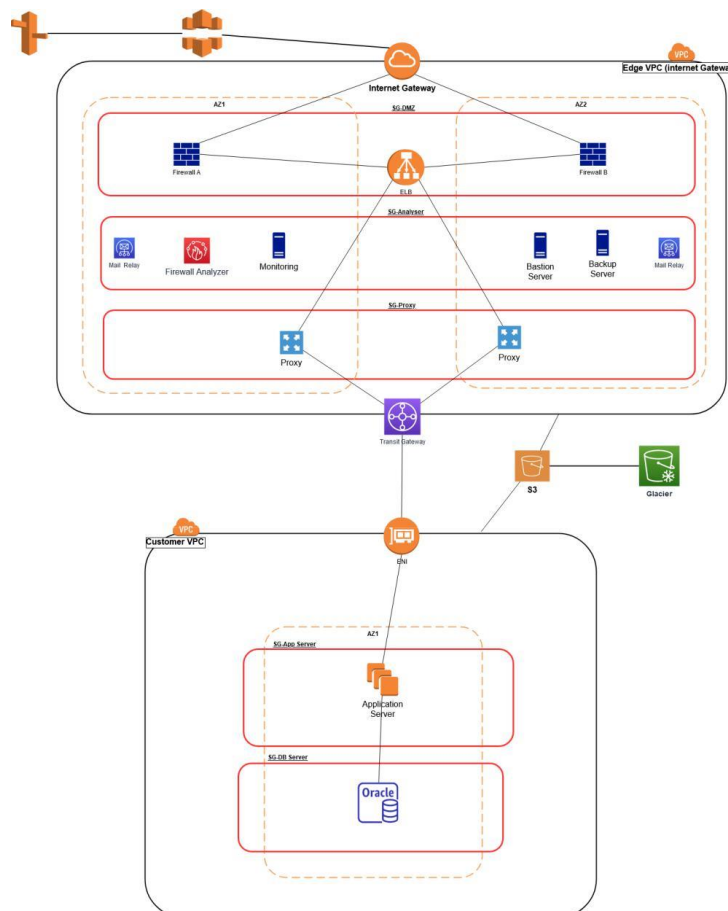 VPC
Edge VPC (internet Gatewa
Internet Gateway
AZ1
AZ2
SG-DMZ
Firewall A
Firewall B
ELB
SG-Analyser
Mail Relay
Firewall Analyzer
Monitoring
Bastion
Server
Backup
Server
Mail Relay
SG-Proxy
Proxy
Proxy
Transit Gateway
S3
Glacier
VPC
Customer VPC
ENI
AZ1
SG-App Server
Application
Server
SG-DB Server
Oracle